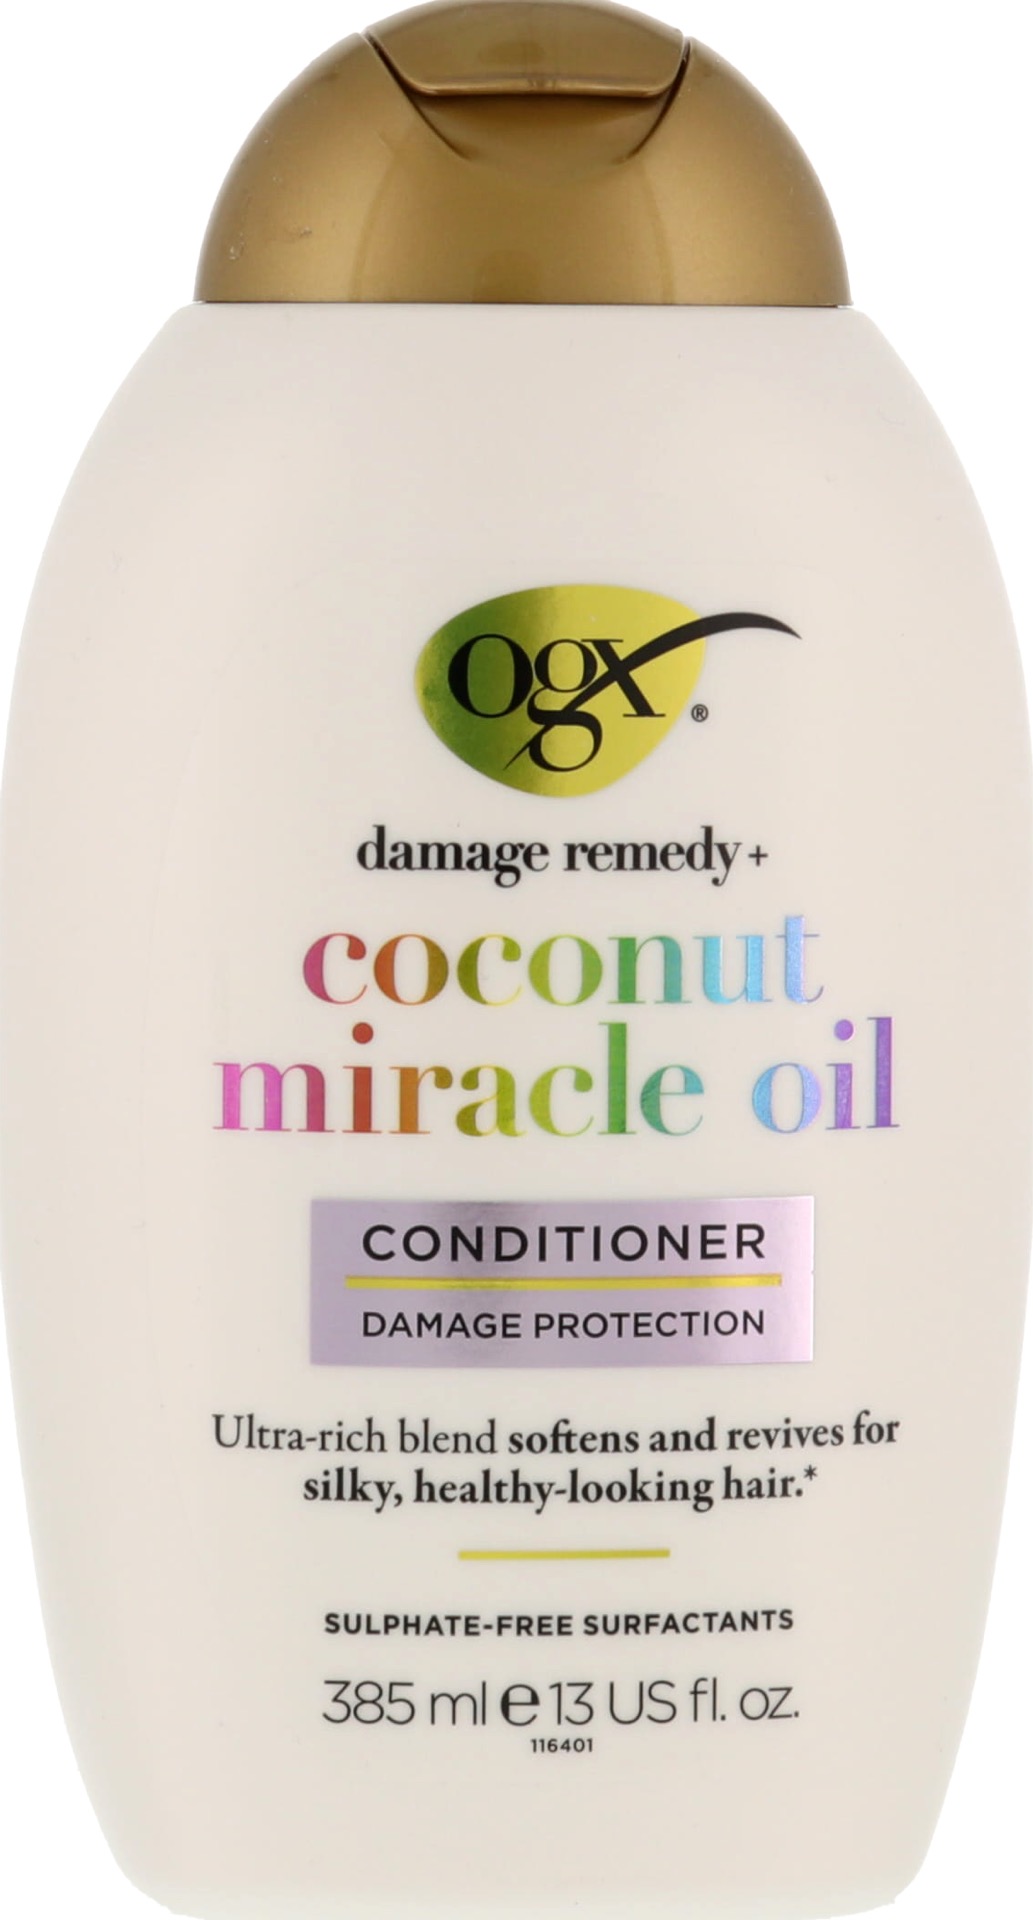 ogx®
damage remedy+
coconut
miracle oil
CONDITIONER
DAMAGE PROTECTION
Ultra-rich blend softens and revives for
silky, healthy-looking hair.*
SULPHATE-FREE SURFACTANTS
385 ml ℮ 13 US fl. oz.
116401